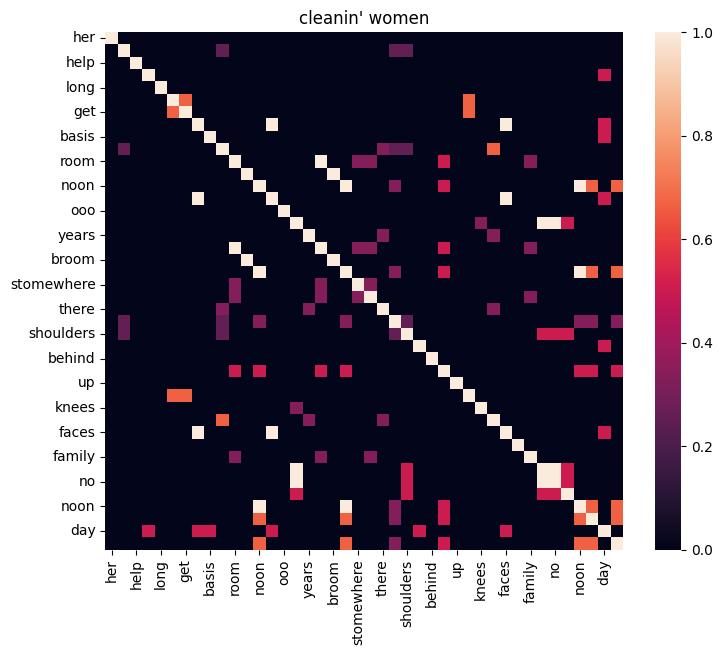 cleanin' women
her
help
long
get
basis
room
noon
ooo
years
broom
stomewhere
there
shoulders
behind
up
knees
faces
family
no
noon
day
her
help
long
get
basis
room
noon
ooo
years
broom
stomewhere
there
shoulders
behind
up
knees
faces
family
no
noon
day
1.0
0.8
0.6
0.4
0.2
0.0